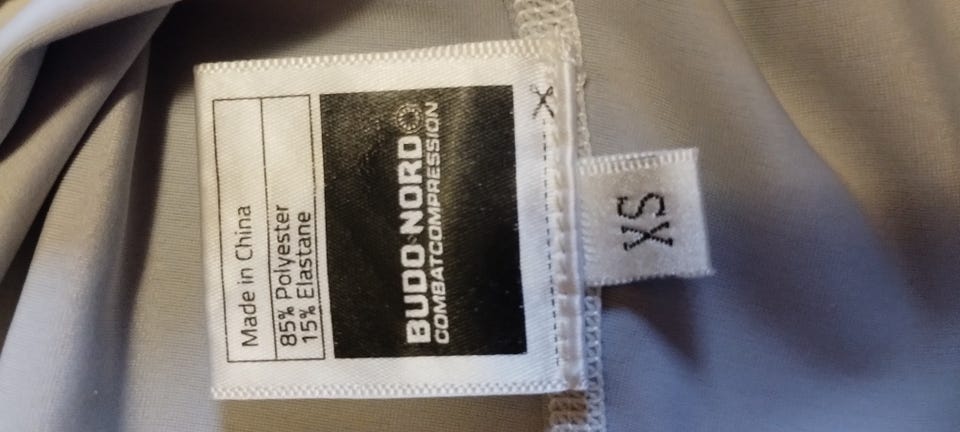 BUDO NORD
COMBATCOMPRESSION
85% Polyester
15% Elastane
Made in China
XS